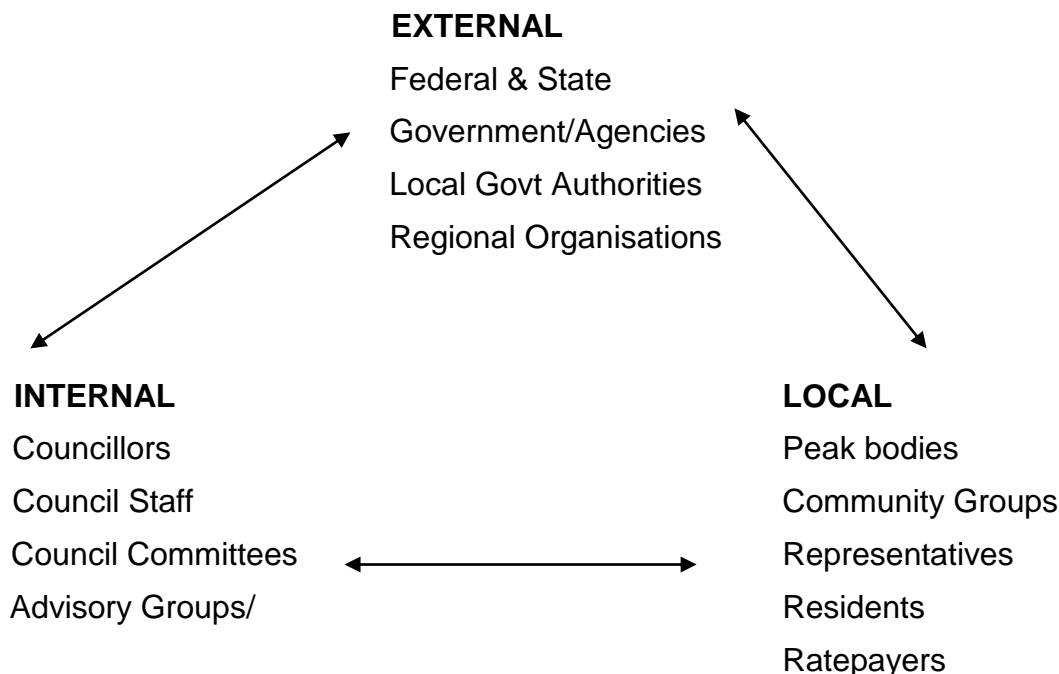 EXTERNAL
Federal & State
Government/Agencies
Local Govt Authorities
Regional Organisations
INTERNAL
Councillors
Council Staff
Council Committees
Advisory Groups/
LOCAL
Peak bodies
Community Groups
Representatives
Residents
Ratepayers